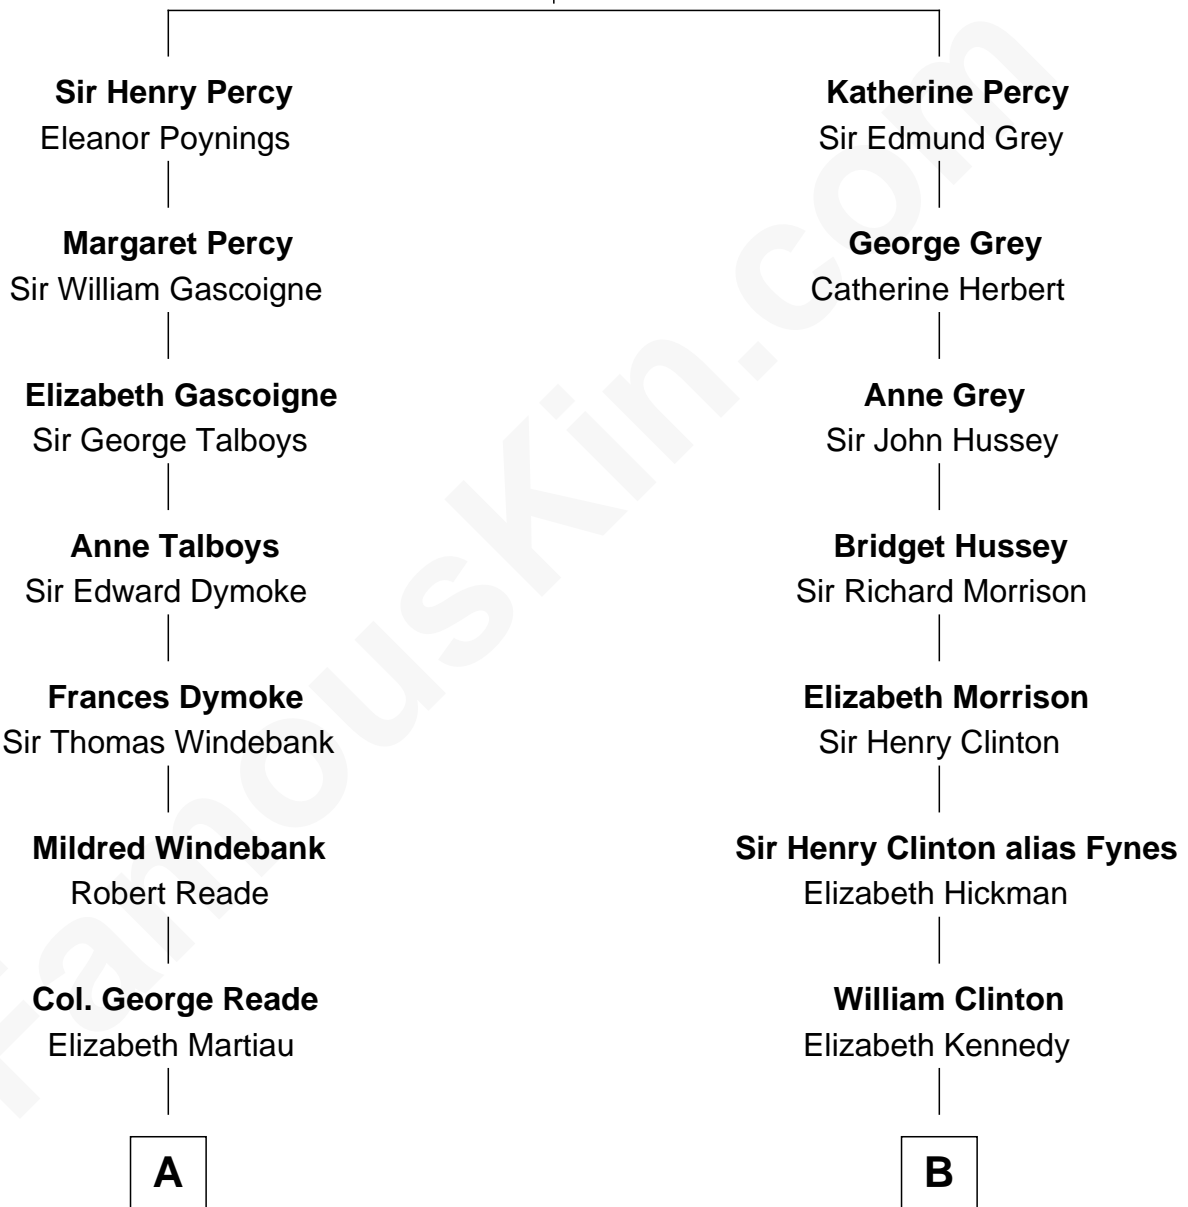 Sir Henry Percy
Eleanor Poynings
Margaret Percy
Sir William Gascoigne
Elizabeth Gascoigne
Sir George Talboys
Anne Talboys
Sir Edward Dymoke
Frances Dymoke
Sir Thomas Windebank
Mildred Windebank
Robert Reade
Col. George Reade
Elizabeth Martiau
A
Katherine Percy
Sir Edmund Grey
George Grey
Catherine Herbert
Anne Grey
Sir John Hussey
Bridget Hussey
Sir Richard Morrison
Elizabeth Morrison
Sir Henry Clinton
Sir Henry Clinton alias Fynes
Elizabeth Hickman
William Clinton
Elizabeth Kennedy
B
FamousKin.com